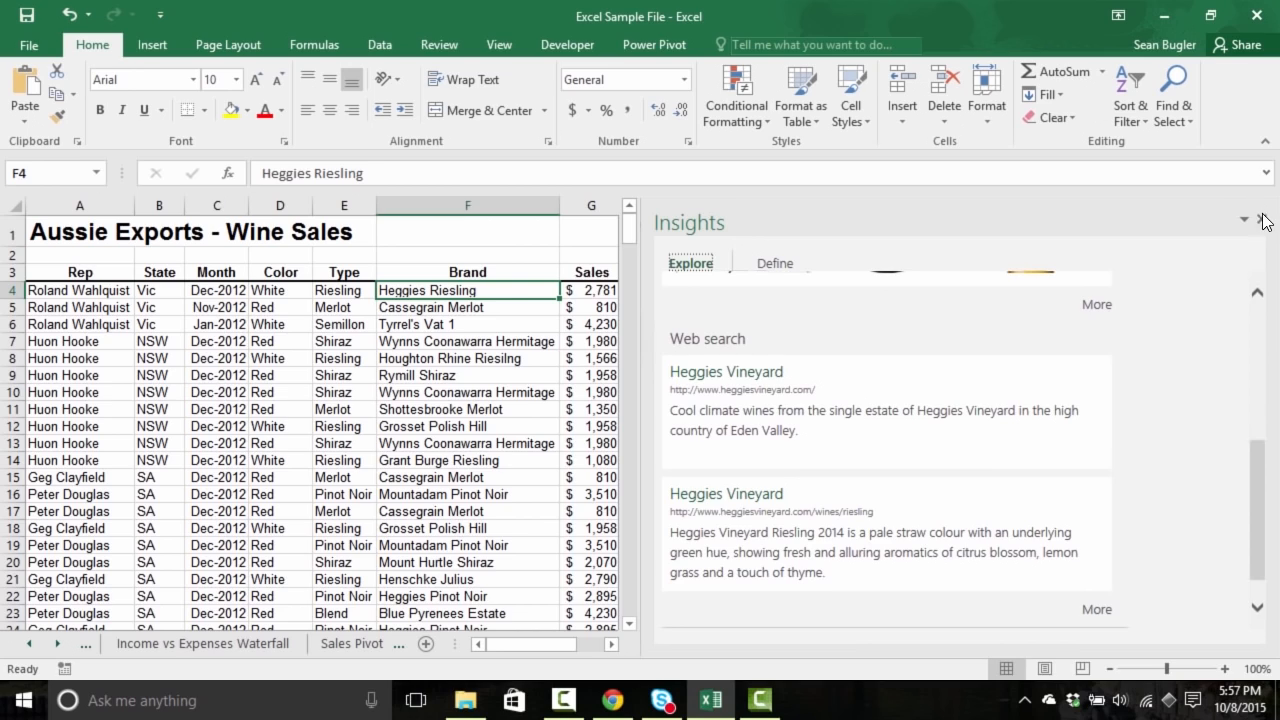 Excel Sample File - Excel
File Home Insert Page Layout Formulas Data Review View Developer Power Pivot Tell me what you want to do... Sean Bugler Share
Arial 10 Wrap Text General AutoSum
Paste B I U Merge & Center $ % Conditional Formatting Format as Table Cell Styles Insert Delete Format Fill Clear Sort & Filter Find & Select
Clipboard Font Alignment Number Styles Cells Editing
F4 fx Heggies Riesling
A B C D E F G
1 Aussie Exports - Wine Sales
2
3 Rep State Month Color Type Brand Sales
4 Roland Wahlquist Vic Dec-2012 White Riesling Heggies Riesling $ 2,781
5 Roland Wahlquist Vic Nov-2012 Red Merlot Cassegrain Merlot $ 810
6 Roland Wahlquist Vic Jan-2012 White Semillon Tyrrel's Vat 1 $ 4,230
7 Huon Hooke NSW Dec-2012 Red Shiraz Wynns Coonawarra Hermitage $ 1,980
8 Huon Hooke NSW Dec-2012 White Riesling Houghton Rhine Riesilng $ 1,566
9 Huon Hooke NSW Dec-2012 Red Shiraz Rymill Shiraz $ 1,958
10 Huon Hooke NSW Dec-2012 Red Shiraz Wynns Coonawarra Hermitage $ 1,980
11 Huon Hooke NSW Dec-2012 Red Merlot Shottesbrooke Merlot $ 1,350
12 Huon Hooke NSW Dec-2012 White Riesling Grosset Polish Hill $ 1,958
13 Huon Hooke NSW Dec-2012 Red Shiraz Wynns Coonawarra Hermitage $ 1,980
14 Huon Hooke NSW Dec-2012 White Riesling Grant Burge Riesling $ 1,080
15 Geg Clayfield SA Dec-2012 Red Merlot Cassegrain Merlot $ 810
16 Peter Douglas SA Dec-2012 Red Pinot Noir Mountadam Pinot Noir $ 3,510
17 Peter Douglas SA Dec-2012 Red Merlot Cassegrain Merlot $ 810
18 Geg Clayfield SA Dec-2012 White Riesling Grosset Polish Hill $ 1,958
19 Peter Douglas SA Dec-2012 Red Pinot Noir Mountadam Pinot Noir $ 3,510
20 Peter Douglas SA Dec-2012 Red Shiraz Mount Hurtle Shiraz $ 2,070
21 Geg Clayfield SA Dec-2012 White Riesling Henschke Julius $ 2,790
22 Peter Douglas SA Dec-2012 Red Pinot Noir Heggies Pinot Noir $ 2,895
23 Peter Douglas SA Dec-2012 Red Blend Blue Pyrenees Estate $ 4,230
Insights
Explore Define
More
Web search
Heggies Vineyard
http://www.heggiesvineyard.com/
Cool climate wines from the single estate of Heggies Vineyard in the high
country of Eden Valley.
Heggies Vineyard
http://www.heggiesvineyard.com/wines/riesling
Heggies Vineyard Riesling 2014 is a pale straw colour with an underlying
green hue, showing fresh and alluring aromatics of citrus blossom, lemon
grass and a touch of thyme.
More
... Income vs Expenses Waterfall Sales Pivot ...
Ready 100%
Ask me anything 5:57 PM
10/8/2015